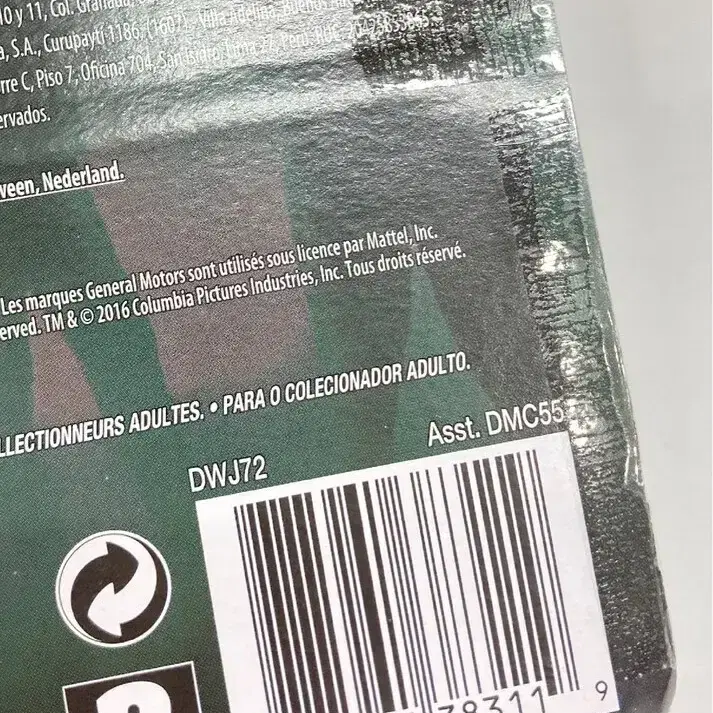 10 y 11, Col. Granada,
a, S.A., Curupaytí 1186, (1607), Villa Adelina, Buenos
rre C, Piso 7, Oficina 704, San Isidro, Lima 27, Perú. RUC:
ervados.
ween, Nederland.
Les marques General Motors sont utilisés sous licence par Mattel, Inc.
erved. TM & © 2016 Columbia Pictures Industries, Inc. Tous droits réservé.
LLECTIONNEURS ADULTES. • PARA O COLECIONADOR ADULTO.
DWJ72 Asst. DMC55
78311 9